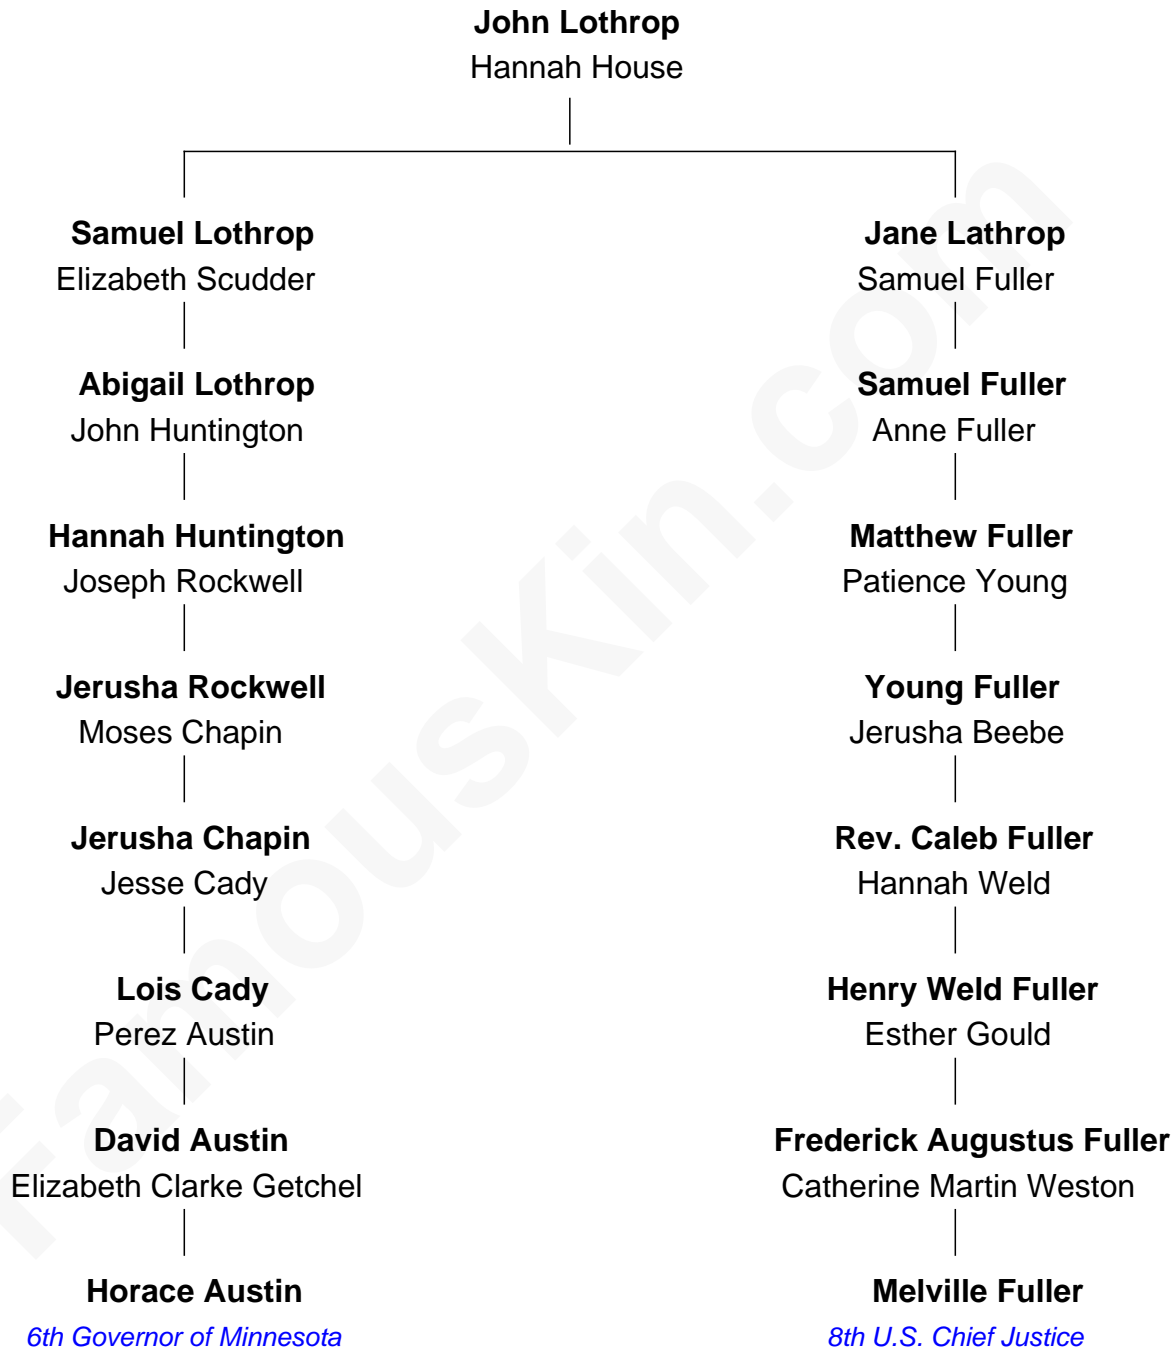 John Lothrop
Hannah House
Samuel Lothrop
Elizabeth Scudder
Jane Lathrop
Samuel Fuller
Abigail Lothrop
John Huntington
Samuel Fuller
Anne Fuller
Hannah Huntington
Joseph Rockwell
Matthew Fuller
Patience Young
Jerusha Rockwell
Moses Chapin
Young Fuller
Jerusha Beebe
Jerusha Chapin
Jesse Cady
Rev. Caleb Fuller
Hannah Weld
Lois Cady
Perez Austin
Henry Weld Fuller
Esther Gould
David Austin
Elizabeth Clarke Getchel
Frederick Augustus Fuller
Catherine Martin Weston
Horace Austin
6th Governor of Minnesota
Melville Fuller
8th U.S. Chief Justice
FamousKin.com